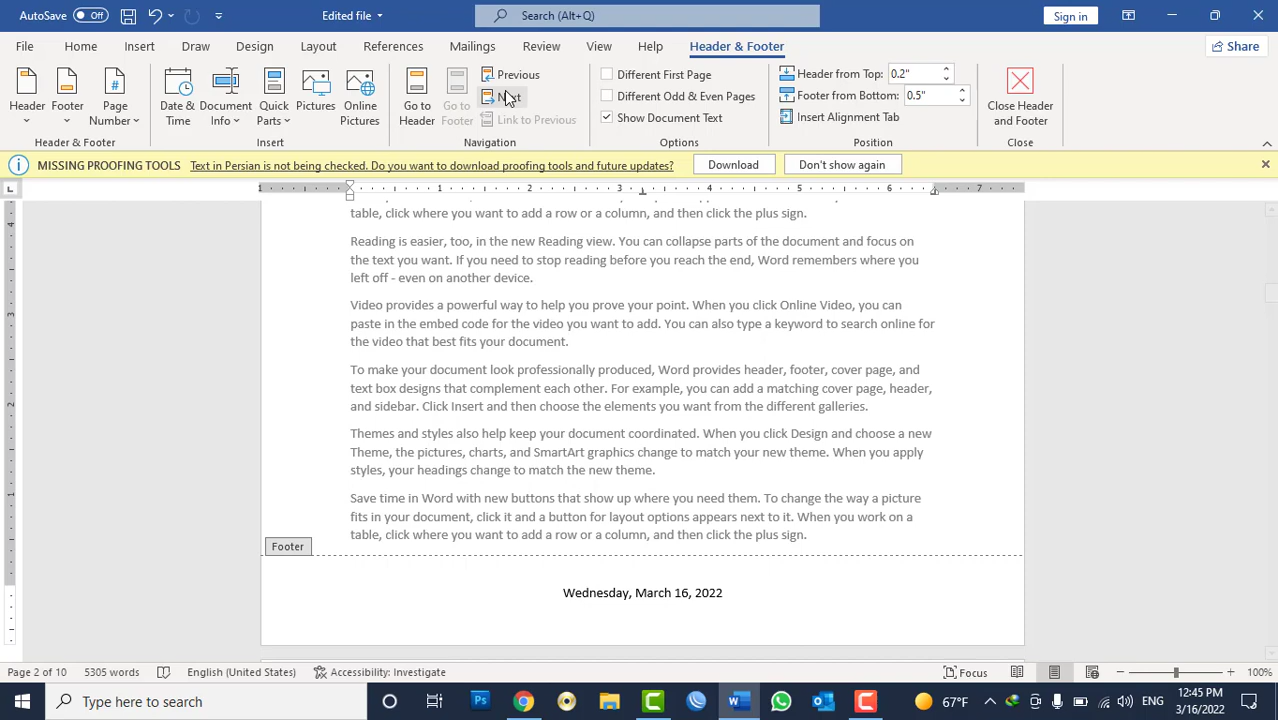 AutoSave Off
Edited file
Search (Alt+Q)
Sign in
File Home Insert Draw Design Layout References Mailings Review View Help Header & Footer Share
Header
Footer
Page Number
Header & Footer
Date & Time
Document Info
Quick Parts
Pictures
Online Pictures
Insert
Go to Header
Go to Footer
Previous
Next
Link to Previous
Navigation
Different First Page
Different Odd & Even Pages
Show Document Text
Options
Header from Top: 0.2"
Footer from Bottom: 0.5"
Insert Alignment Tab
Position
Close Header and Footer
Close
MISSING PROOFING TOOLS Text in Persian is not being checked. Do you want to download proofing tools and future updates? Download Don't show again
1 1 2 3 4 5 6 7
4
3
2
1
table, click where you want to add a row or a column, and then click the plus sign.
Reading is easier, too, in the new Reading view. You can collapse parts of the document and focus on
the text you want. If you need to stop reading before you reach the end, Word remembers where you
left off - even on another device.
Video provides a powerful way to help you prove your point. When you click Online Video, you can
paste in the embed code for the video you want to add. You can also type a keyword to search online for
the video that best fits your document.
To make your document look professionally produced, Word provides header, footer, cover page, and
text box designs that complement each other. For example, you can add a matching cover page, header,
and sidebar. Click Insert and then choose the elements you want from the different galleries.
Themes and styles also help keep your document coordinated. When you click Design and choose a new
Theme, the pictures, charts, and SmartArt graphics change to match your new theme. When you apply
styles, your headings change to match the new theme.
Save time in Word with new buttons that show up where you need them. To change the way a picture
fits in your document, click it and a button for layout options appears next to it. When you work on a
table, click where you want to add a row or a column, and then click the plus sign.
Footer
Wednesday, March 16, 2022
Page 2 of 10 5305 words English (United States) Accessibility: Investigate Focus 100%
Type here to search
67°F
ENG
12:45 PM
3/16/2022